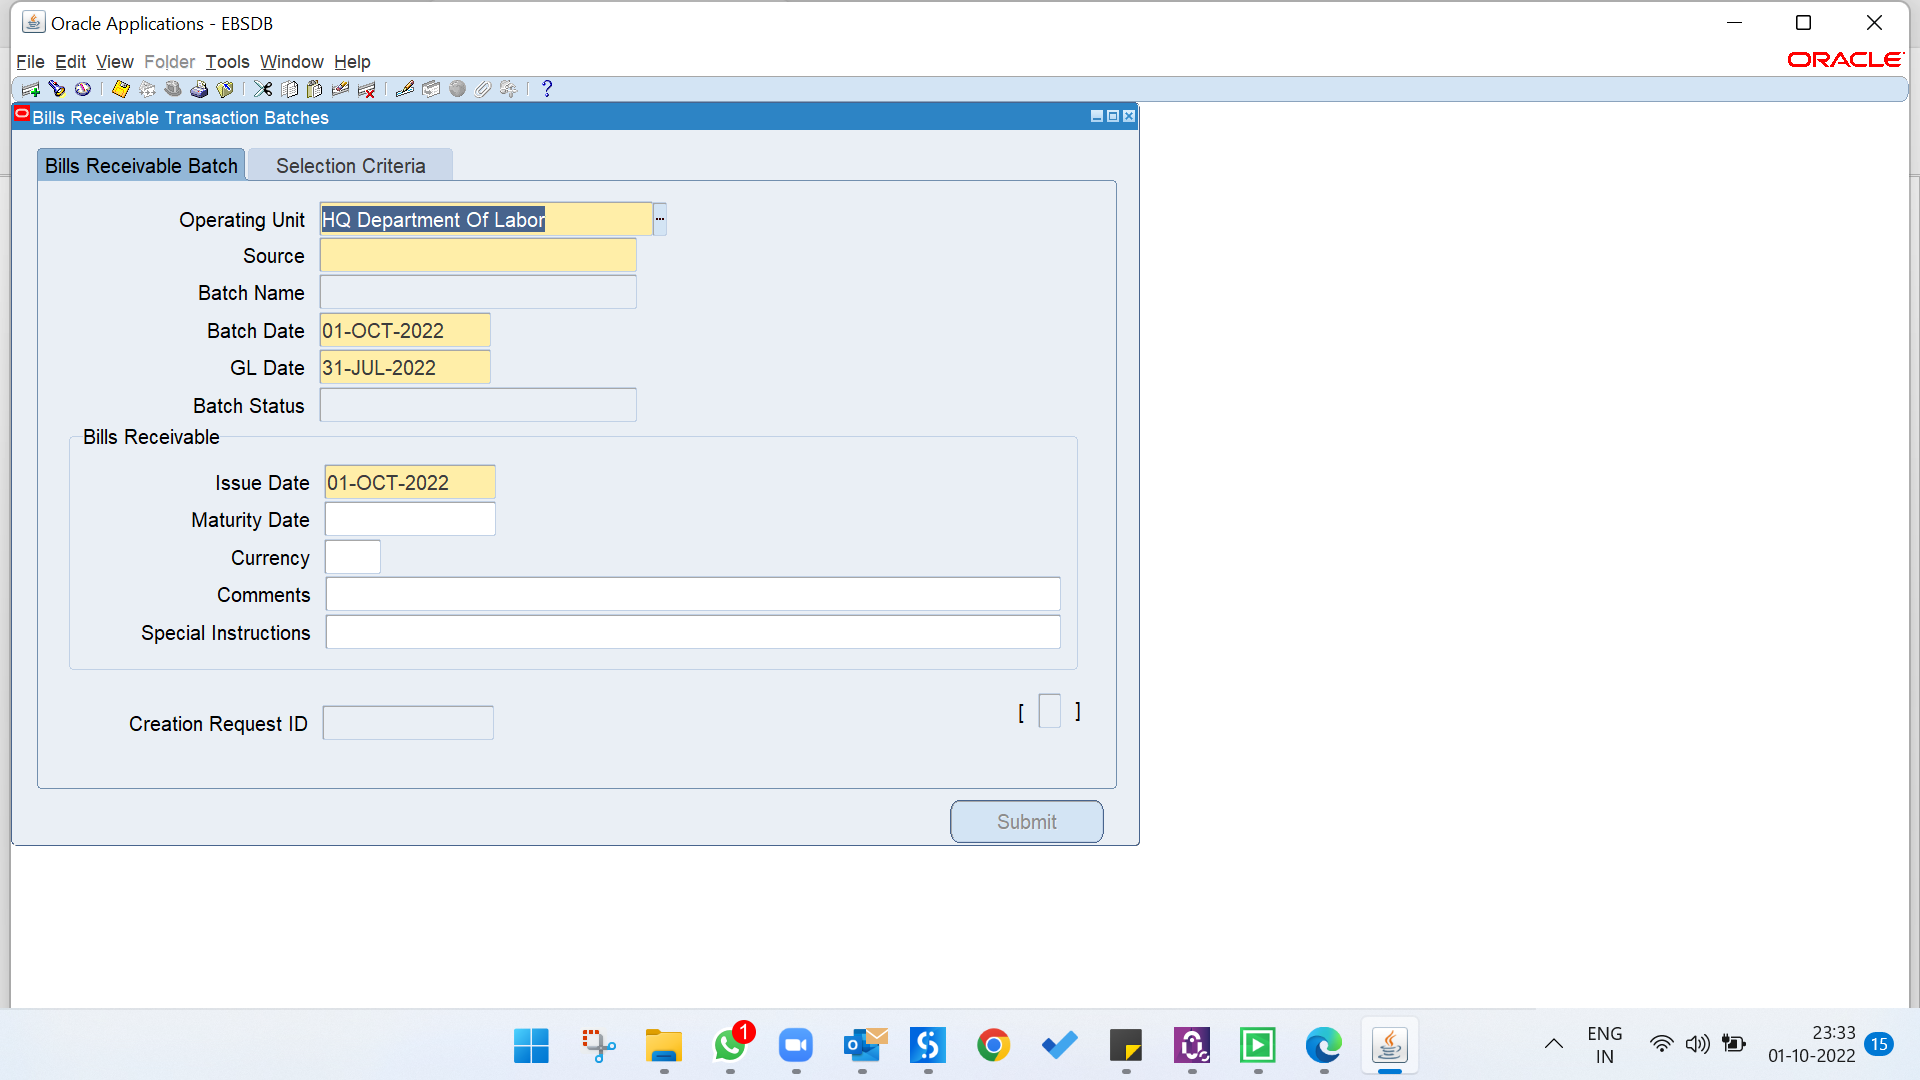 Oracle Applications - EBSDB
File Edit View Folder Tools Window Help
ORACLE
Bills Receivable Transaction Batches
Bills Receivable Batch
Selection Criteria
Operating Unit HQ Department Of Labor ...
Source
Batch Name
Batch Date 01-OCT-2022
GL Date 31-JUL-2022
Batch Status
Bills Receivable
Issue Date 01-OCT-2022
Maturity Date
Currency
Comments
Special Instructions
Creation Request ID
[ ]
Submit
1
ENG
IN
23:33
01-10-2022
15